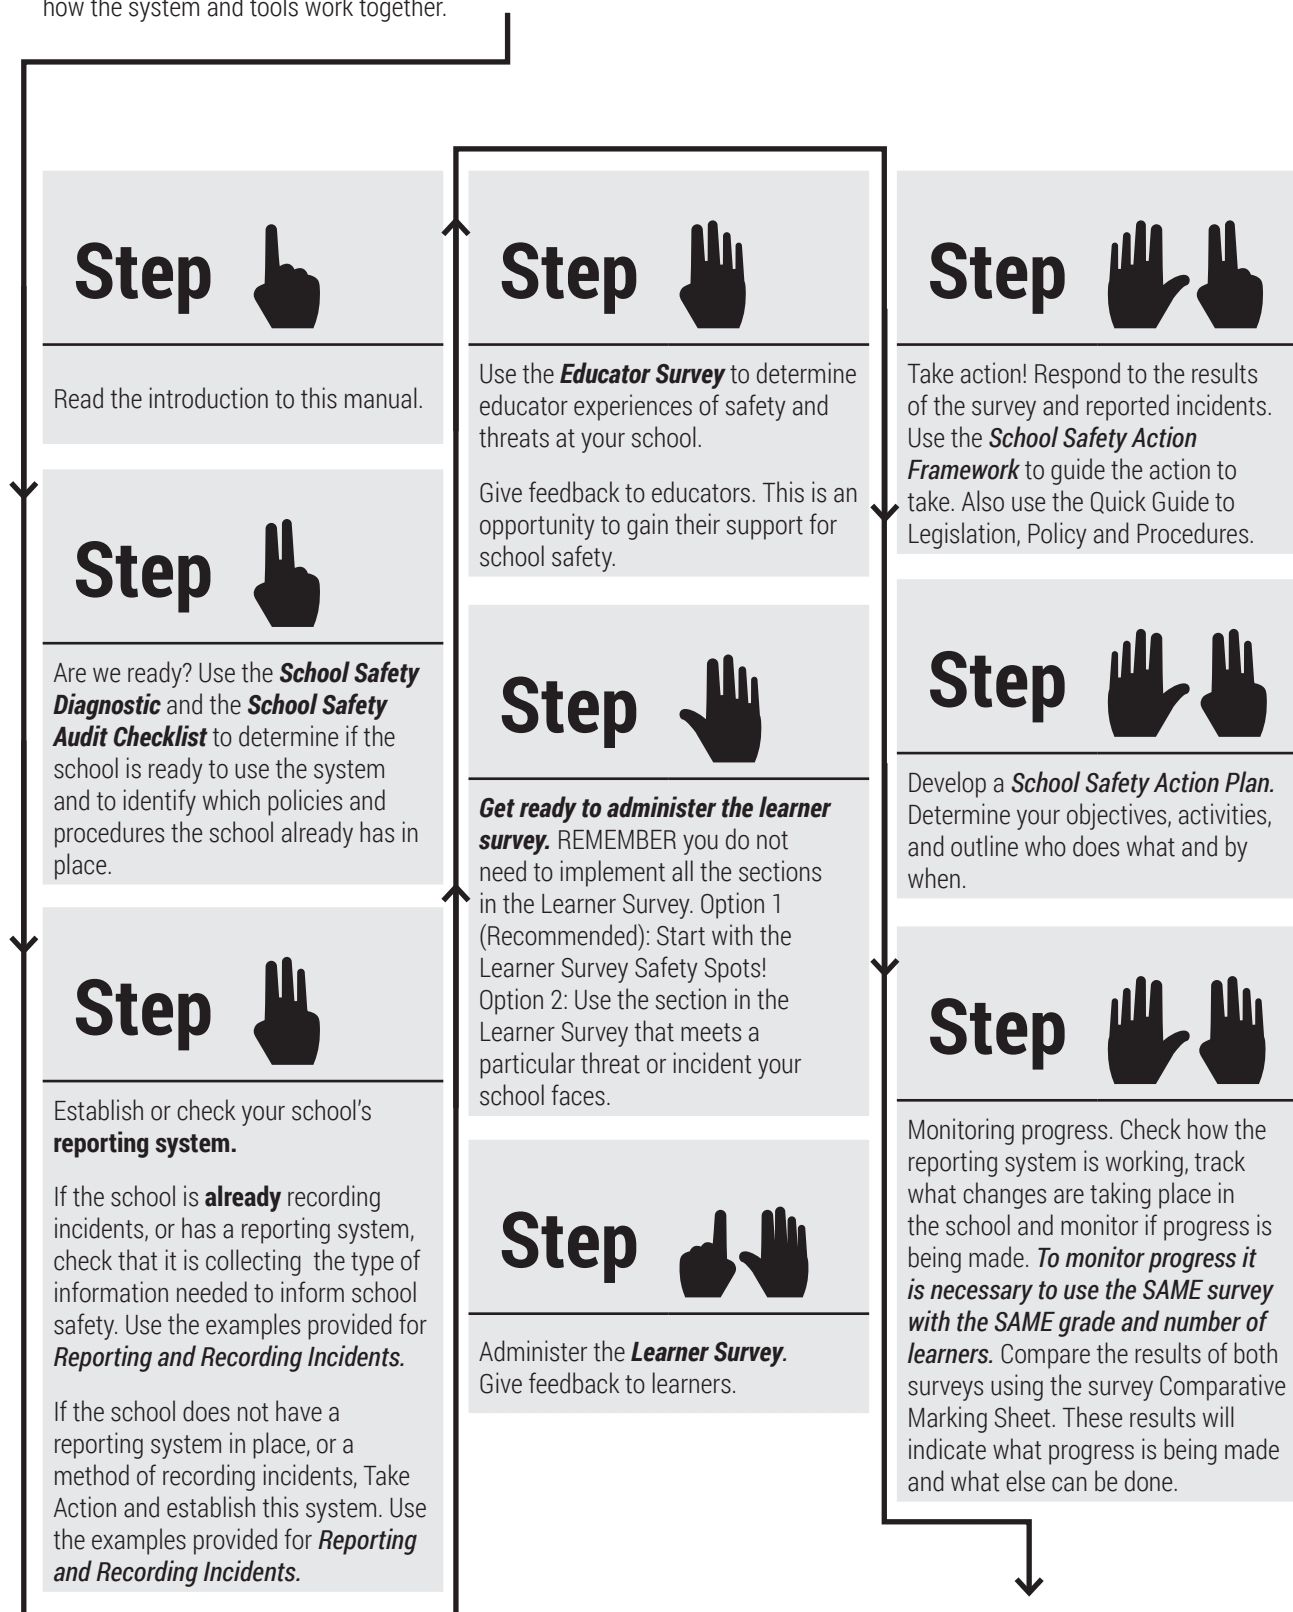 how the system and tools work together.
Step
Read the introduction to this manual.
Step
Are we ready? Use the School Safety
Diagnostic and the School Safety
Audit Checklist to determine if the
school is ready to use the system
and to identify which policies and
procedures the school already has in
place.
Step
Establish or check your school's
reporting system.
If the school is already recording
incidents, or has a reporting system,
check that it is collecting the type of
information needed to inform school
safety. Use the examples provided for
Reporting and Recording Incidents.
If the school does not have a
reporting system in place, or a
method of recording incidents, Take
Action and establish this system. Use
the examples provided for Reporting
and Recording Incidents.
Step
Use the Educator Survey to determine
educator experiences of safety and
threats at your school.
Give feedback to educators. This is an
opportunity to gain their support for
school safety.
Step
Get ready to administer the learner
survey. REMEMBER you do not
need to implement all the sections
in the Learner Survey. Option 1
(Recommended): Start with the
Learner Survey Safety Spots!
Option 2: Use the section in the
Learner Survey that meets a
particular threat or incident your
school faces.
Step
Administer the Learner Survey.
Give feedback to learners.
Step
Take action! Respond to the results
of the survey and reported incidents.
Use the School Safety Action
Framework to guide the action to
take. Also use the Quick Guide to
Legislation, Policy and Procedures.
Step
Develop a School Safety Action Plan.
Determine your objectives, activities,
and outline who does what and by
when.
Step
Monitoring progress. Check how the
reporting system is working, track
what changes are taking place in
the school and monitor if progress is
being made. To monitor progress it
is necessary to use the SAME survey
with the SAME grade and number of
learners. Compare the results of both
surveys using the survey Comparative
Marking Sheet. These results will
indicate what progress is being made
and what else can be done.